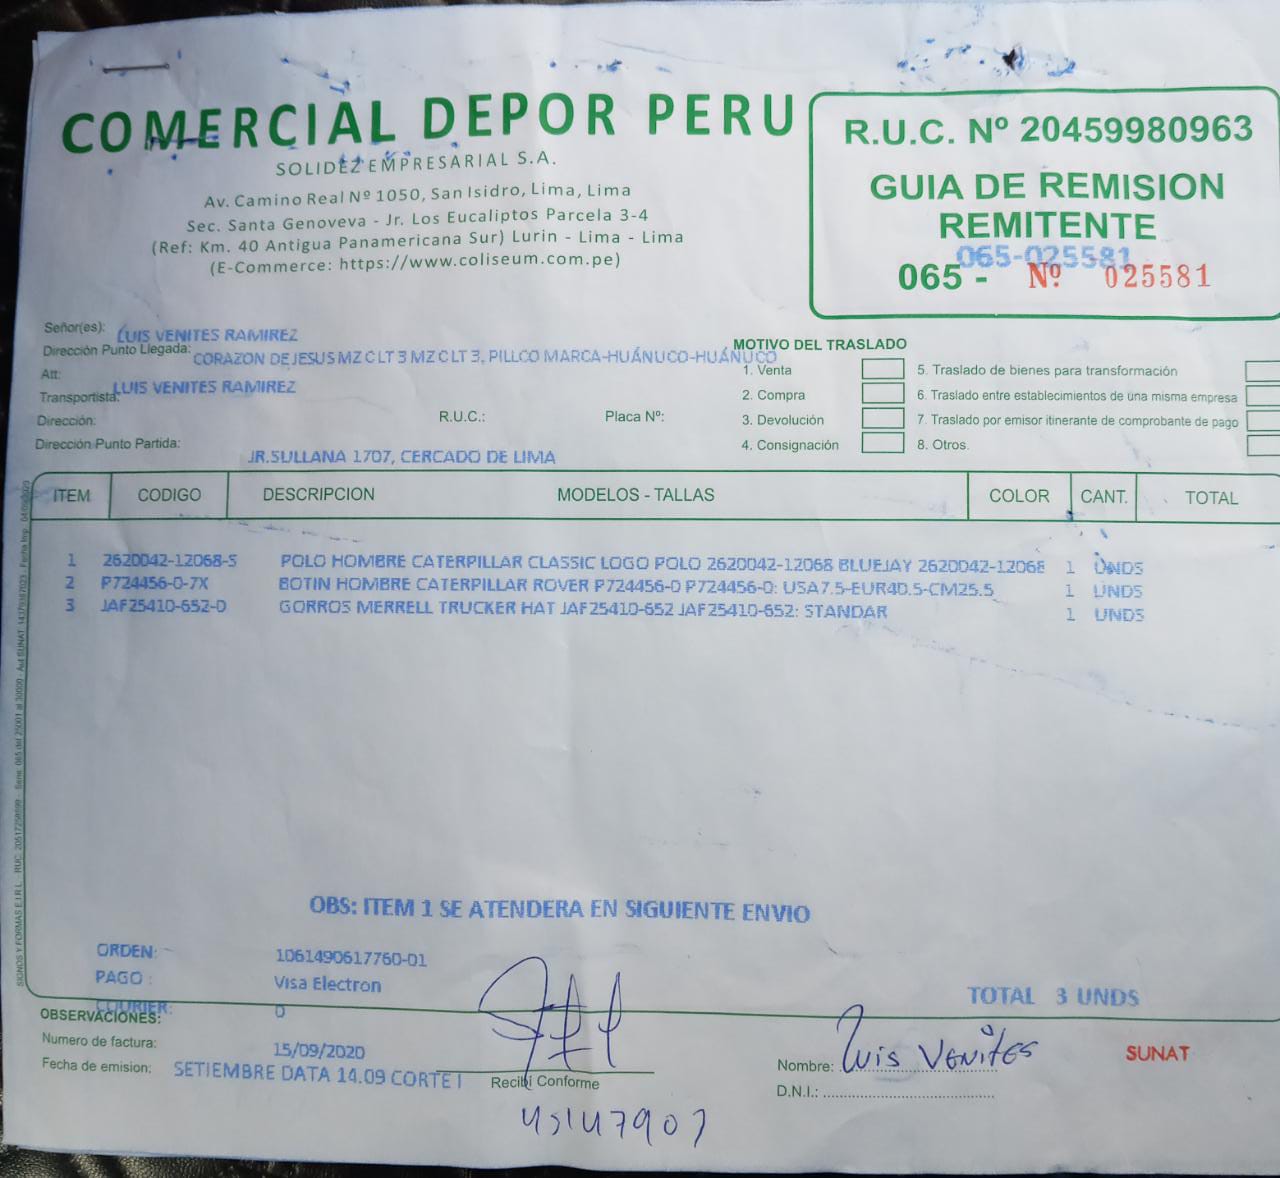 COMERCIAL DEPOR PERU
SOLIDEZ EMPRESARIAL S.A.
Av. Camino Real Nº 1050, San Isidro, Lima, Lima
Sec. Santa Genoveva - Jr. Los Eucaliptos Parcela 3-4
(Ref: Km. 40 Antigua Panamericana Sur) Lurin - Lima - Lima
(E-Commerce: https://www.coliseum.com.pe)
R.U.C. Nº 20459980963
GUIA DE REMISION
REMITENTE
065-025581
065 - Nº 025581
Señor(es): LUIS VENITES RAMIREZ
Dirección Punto Llegada: CORAZON DE JESUS MZ C LT 3 MZ C LT 3, PILLCO MARCA-HUÁNUCO-HUÁNUCO
Att:
Transportista: LUIS VENITES RAMIREZ
Dirección: R.U.C.: Placa Nº:
Dirección Punto Partida: JR.SULLANA 1707, CERCADO DE LIMA
MOTIVO DEL TRASLADO
1. Venta 5. Traslado de bienes para transformación
2. Compra 6. Traslado entre establecimientos de una misma empresa
3. Devolución 7. Traslado por emisor itinerante de comprobante de pago
4. Consignación 8. Otros.
ITEM CODIGO DESCRIPCION MODELOS - TALLAS COLOR CANT. TOTAL
1 2620042-12068-S POLO HOMBRE CATERPILLAR CLASSIC LOGO POLO 2620042-12068 BLUEJAY 2620042-12068 1 UNDS
2 P724456-0-7X BOTIN HOMBRE CATERPILLAR ROVER P724456-0 P724456-0: USA7.5-EUR40.5-CM25.5 1 UNDS
3 JAF25410-652-0 GORROS MERRELL TRUCKER HAT JAF25410-652 JAF25410-652: STANDAR 1 UNDS
OBS: ITEM 1 SE ATENDERA EN SIGUIENTE ENVIO
ORDEN: 1061490617760-01
PAGO : Visa Electron
COURIER: 0
TOTAL 3 UNDS
OBSERVACIONES:
Numero de factura: 15/09/2020
Fecha de emision: SETIEMBRE DATA 14.09 CORTE I
Recibí Conforme
Nombre: Luis Venites
D.N.I.:
SUNAT